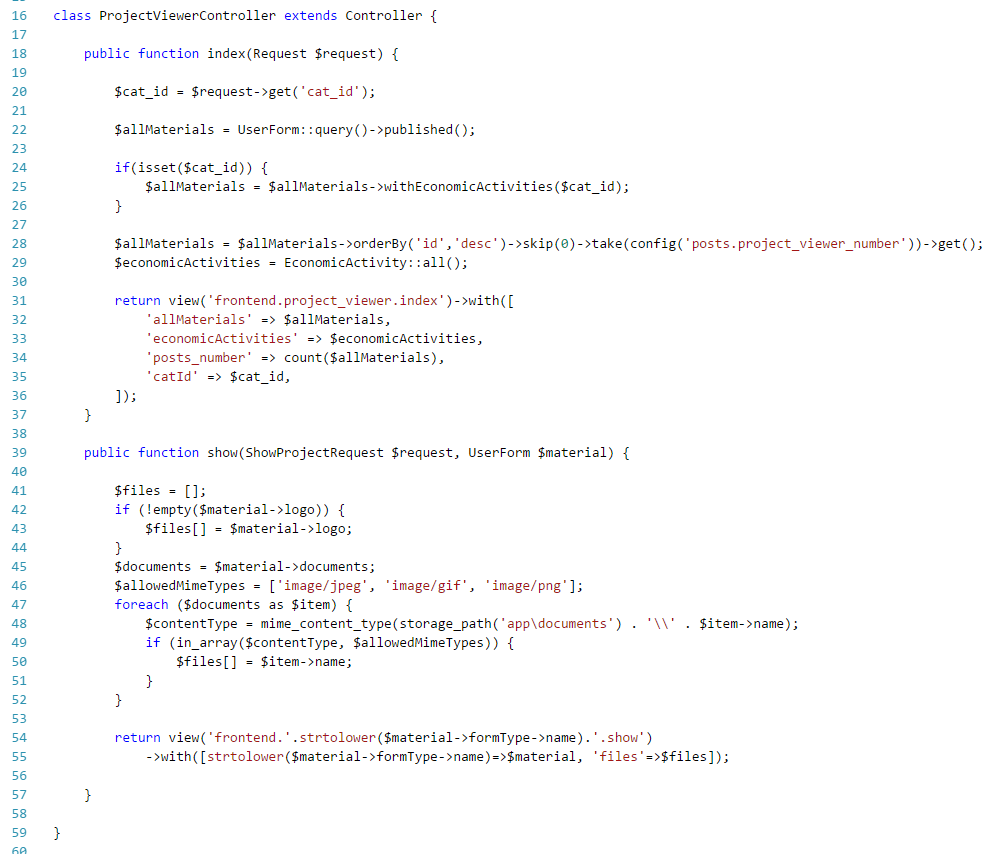 16 class ProjectViewerController extends Controller {
17
18     public function index(Request $request) {
19
20         $cat_id = $request->get('cat_id');
21
22         $allMaterials = UserForm::query()->published();
23
24         if(isset($cat_id)) {
25             $allMaterials = $allMaterials->withEconomicActivities($cat_id);
26         }
27
28         $allMaterials = $allMaterials->orderBy('id','desc')->skip(0)->take(config('posts.project_viewer_number'))->get();
29         $economicActivities = EconomicActivity::all();
30
31         return view('frontend.project_viewer.index')->with([
32             'allMaterials' => $allMaterials,
33             'economicActivities' => $economicActivities,
34             'posts_number' => count($allMaterials),
35             'catId' => $cat_id,
36         ]);
37     }
38
39     public function show(ShowProjectRequest $request, UserForm $material) {
40
41         $files = [];
42         if (!empty($material->logo)) {
43             $files[] = $material->logo;
44         }
45         $documents = $material->documents;
46         $allowedMimeTypes = ['image/jpeg', 'image/gif', 'image/png'];
47         foreach ($documents as $item) {
48             $contentType = mime_content_type(storage_path('app\documents') . '\\' . $item->name);
49             if (in_array($contentType, $allowedMimeTypes)) {
50                 $files[] = $item->name;
51             }
52         }
53
54         return view('frontend.'.strtolower($material->formType->name).'.show')
55             ->with([strtolower($material->formType->name)=>$material, 'files'=>$files]);
56
57     }
58
59 }
60